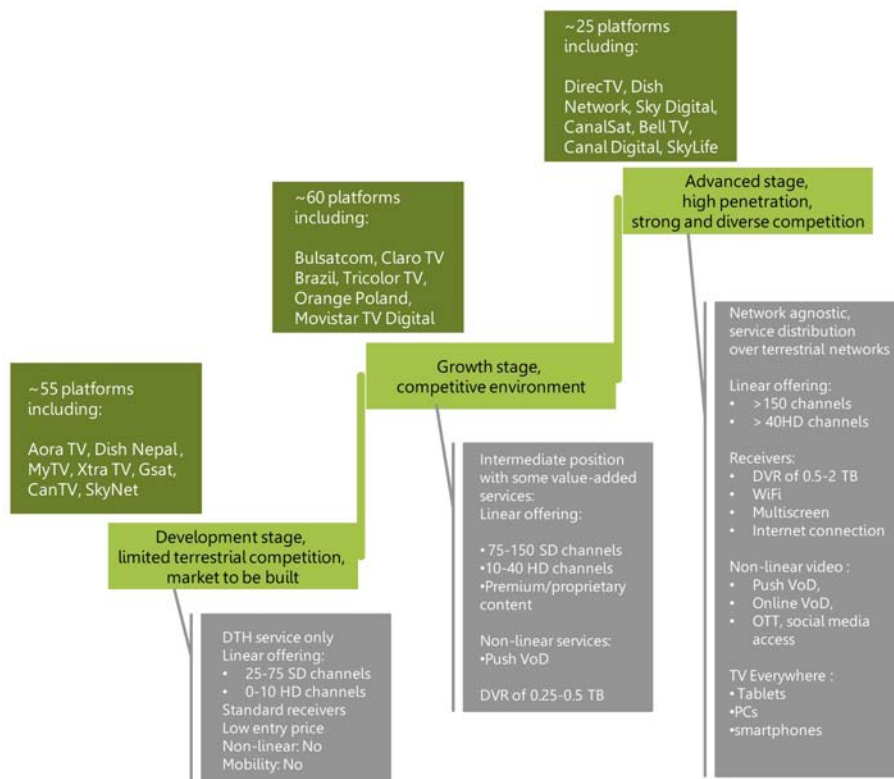 ~25 platforms
including:
DirecTV, Dish
Network, Sky Digital,
CanalSat, Bell TV,
Canal Digital, SkyLife
Advanced stage,
high penetration,
strong and diverse competition
~60 platforms
including:
Bulsatcom, Claro TV
Brazil, Tricolor TV,
Orange Poland,
Movistar TV Digital
Growth stage,
competitive environment
~55 platforms
including:
Aora TV, Dish Nepal,
MyTV, Xtra TV, Gsat,
CanTV, SkyNet
Development stage,
limited terrestrial competition,
market to be built
DTH service only
Linear offering:
• 25-75 SD channels
• 0-10 HD channels
Standard receivers
Low entry price
Non-linear: No
Mobility: No
Intermediate position
with some value-added
services:
Linear offering:
• 75-150 SD channels
•10-40 HD channels
•Premium/proprietary
content
Non-linear services:
•Push VoD
DVR of 0.25-0.5 TB
Network agnostic,
service distribution
over terrestrial networks
Linear offering:
• >150 channels
• > 40HD channels
Receivers:
• DVR of 0.5-2 TB
• WiFi
• Multiscreen
• Internet connection
Non-linear video :
• Push VoD,
• Online VoD,
• OTT, social media
access
TV Everywhere :
• Tablets
•PCs
•smartphones